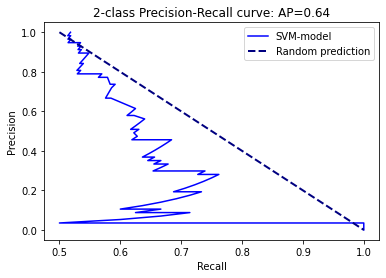 2-class Precision-Recall curve: AP=0.64
SVM-model
Random prediction
1.0
0.8
0.6
0.4
0.2
0.0
Precision
0.5
0.6
0.7
0.8
0.9
1.0
Recall